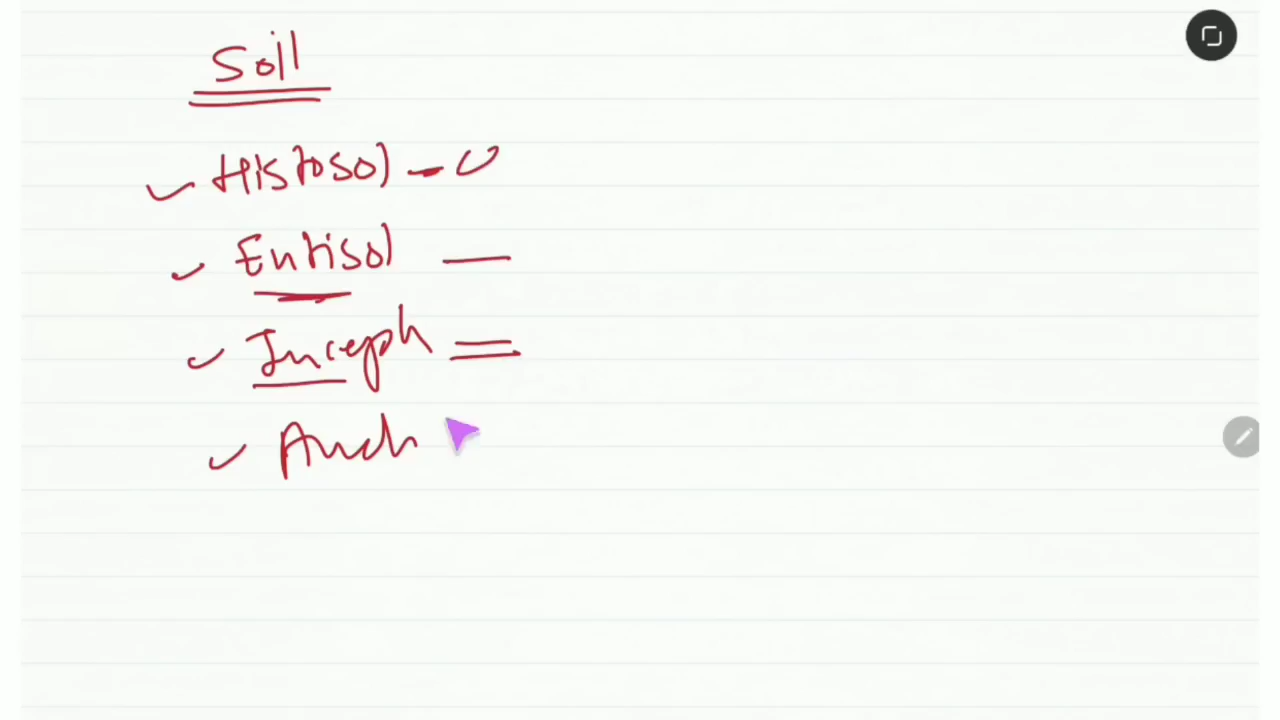 Soil
Histosol -
Entisol —
Incepti =
Andi